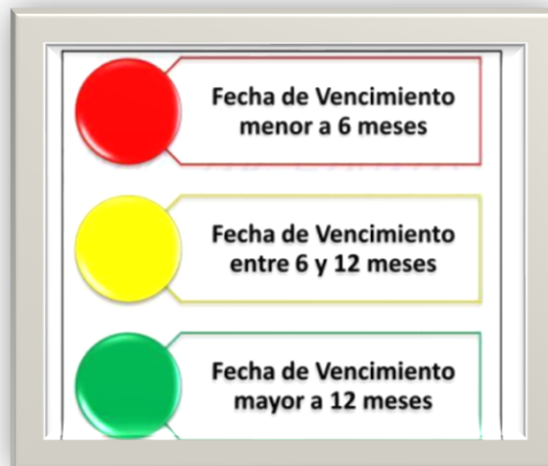 Fecha de Vencimiento
menor a 6 meses
Fecha de Vencimiento
entre 6 y 12 meses
Fecha de Vencimiento
mayor a 12 meses